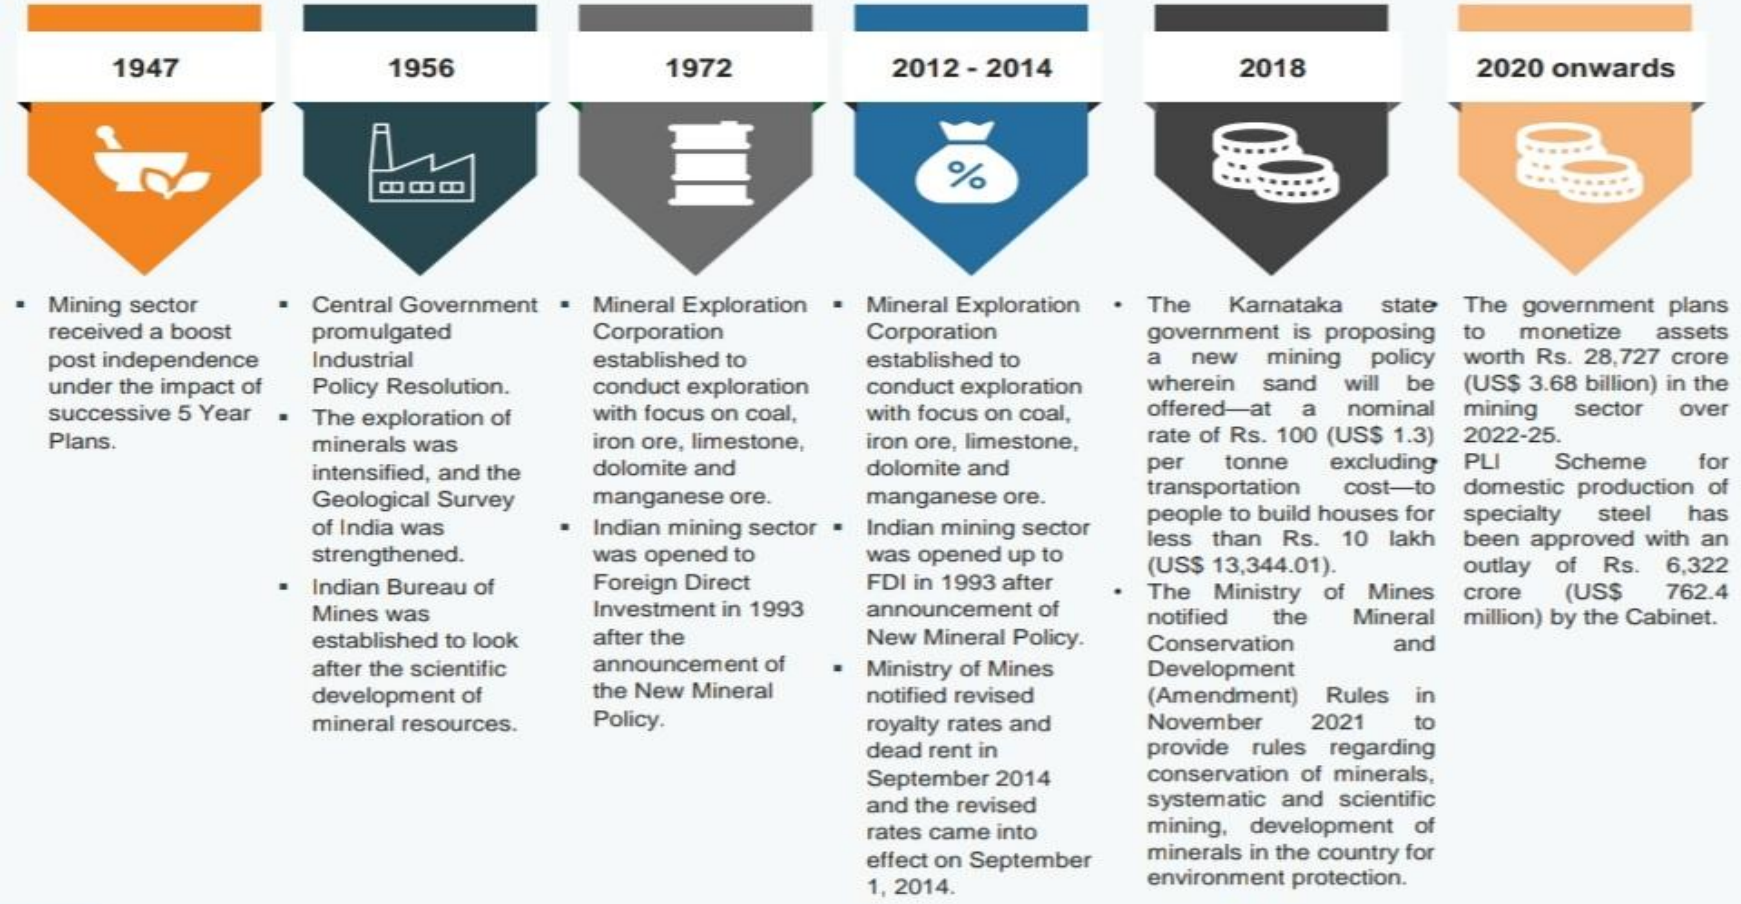 1947
Mining sector
received a boost
post independence
under the impact of
successive 5 Year
Plans.
1956
Central Government
promulgated
Industrial
Policy Resolution.
The exploration of
minerals was
intensified, and the
Geological Survey
of India was
strengthened.
Indian Bureau of
Mines was
established to look
after the scientific
development of
mineral resources.
1972
Mineral Exploration
Corporation
established to
conduct exploration
with focus on coal,
iron ore, limestone,
dolomite and
manganese ore.
Indian mining sector
was opened to
Foreign Direct
Investment in 1993
after the
announcement of
the New Mineral
Policy.
2012 - 2014
%
Mineral Exploration
Corporation
established to
conduct exploration
with focus on coal,
iron ore, limestone,
dolomite and
manganese ore.
Indian mining sector
was opened up to
FDI in 1993 after
announcement of
New Mineral Policy.
Ministry of Mines
notified revised
royalty rates and
dead rent in
September 2014
and the revised
rates came into
effect on September
1, 2014.
2018
The Karnataka state
government is proposing
a new mining policy
wherein sand will be
offered—at a nominal
rate of Rs. 100 (US$ 1.3)
per tonne excluding
transportation cost—to
people to build houses for
less than Rs. 10 lakh
(US$ 13,344.01).
The Ministry of Mines
notified the Mineral
Conservation and
Development
(Amendment) Rules in
November 2021 to
provide rules regarding
conservation of minerals,
systematic and scientific
mining, development of
minerals in the country for
environment protection.
2020 onwards
The government plans
to monetize assets
worth Rs. 28,727 crore
(US$ 3.68 billion) in the
mining sector over
2022-25.
PLI Scheme for
domestic production of
specialty steel has
been approved with an
outlay of Rs. 6,322
crore (US$ 762.4
million) by the Cabinet.